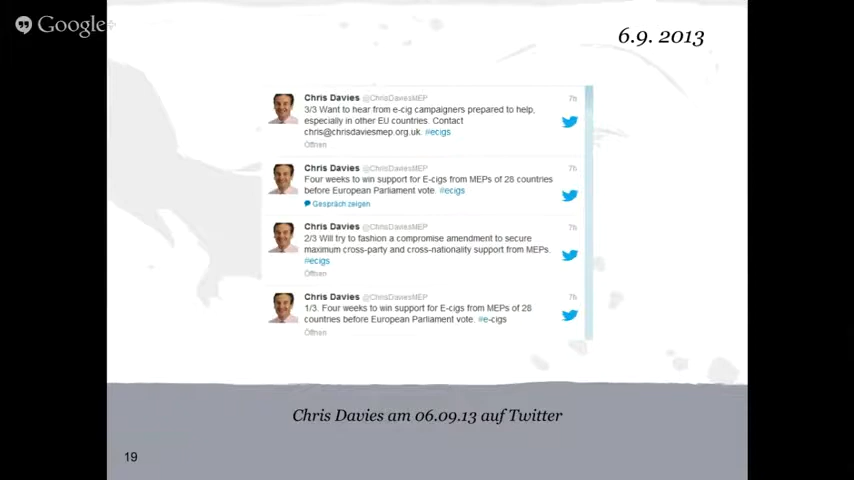 Google+
6.9. 2013
Chris Davies @ChrisDaviesMEP 7h
3/3 Want to hear from e-cig campaigners prepared to help,
especially in other EU countries. Contact
chris@chrisdaviesmep.org.uk. #ecigs
Öffnen
Chris Davies @ChrisDaviesMEP 7h
Four weeks to win support for E-cigs from MEPs of 28 countries
before European Parliament vote. #ecigs
Gespräch zeigen
Chris Davies @ChrisDaviesMEP 7h
2/3 Will try to fashion a compromise amendment to secure
maximum cross-party and cross-nationality support from MEPs.
#ecigs
Öffnen
Chris Davies @ChrisDaviesMEP 7h
1/3. Four weeks to win support for E-cigs from MEPs of 28
countries before European Parliament vote. #e-cigs
Öffnen
Chris Davies am 06.09.13 auf Twitter
19